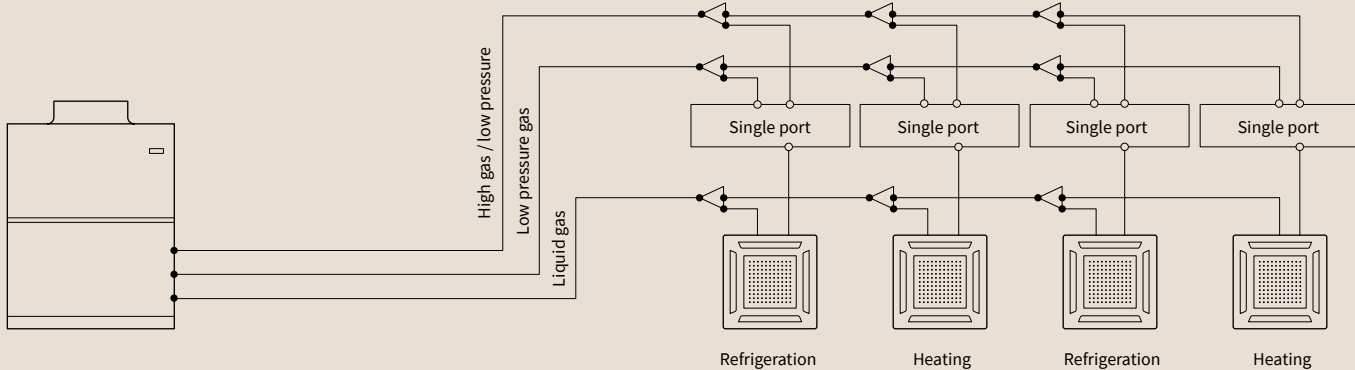 High gas / low pressure
Low pressure gas
Liquid gas
Single port
Single port
Single port
Single port
Refrigeration
Heating
Refrigeration
Heating